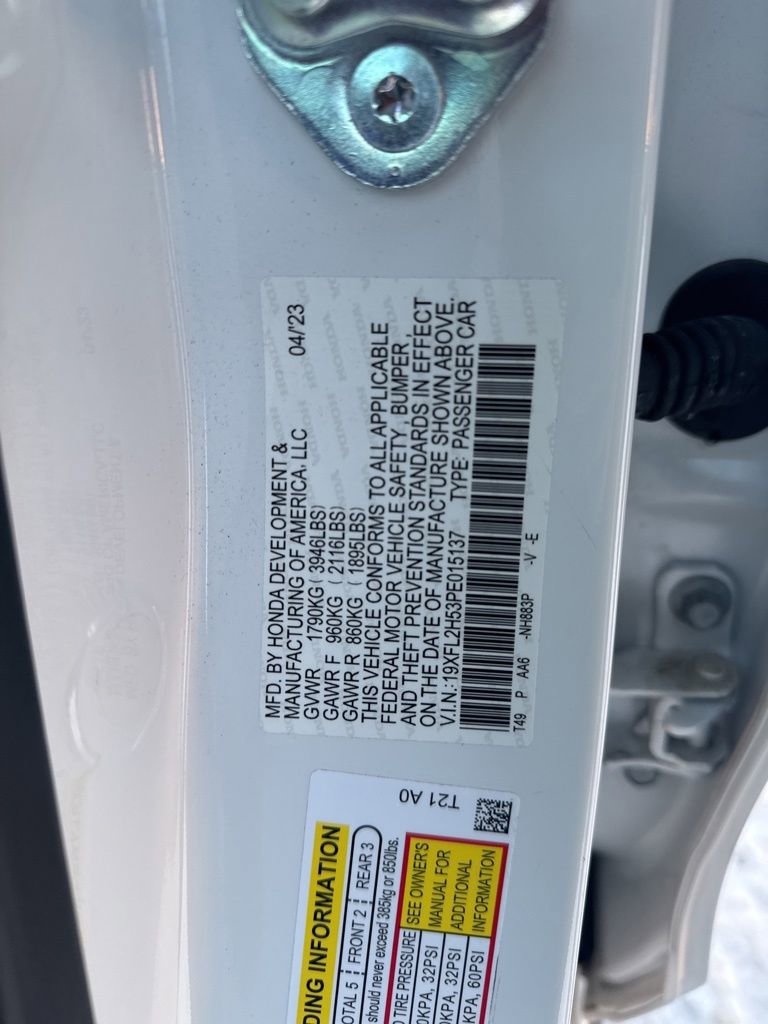 MFD. BY HONDA DEVELOPMENT &
MANUFACTURING OF AMERICA, LLC 04/'23
GVWR 1790KG ( 3946LBS)
GAWR F 960KG ( 2116LBS)
GAWR R 860KG ( 1895LBS)
THIS VEHICLE CONFORMS TO ALL APPLICABLE
FEDERAL MOTOR VEHICLE SAFETY, BUMPER,
AND THEFT PREVENTION STANDARDS IN EFFECT
ON THE DATE OF MANUFACTURE SHOWN ABOVE.
V.I.N.:19XFL2H53PE015137 TYPE: PASSENGER CAR
T49 P AA6 -NH883P -V -E
T21 A0
DING INFORMATION
OTAL 5 FRONT 2 REAR 3
should never exceed 385kg or 850lbs.
TIRE PRESSURE
0KPA, 32PSI
KPA, 32PSI
KPA, 60PSI
SEE OWNER'S
MANUAL FOR
ADDITIONAL
INFORMATION